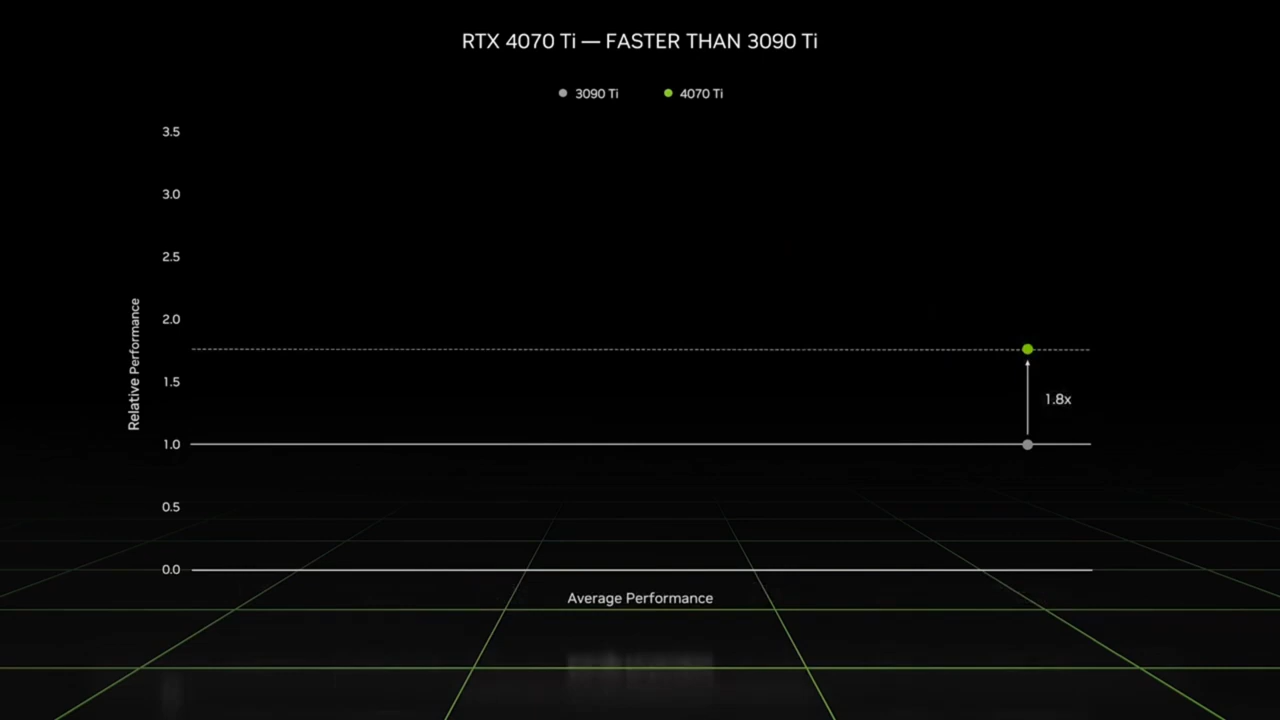 RTX 4070 Ti — FASTER THAN 3090 Ti
3090 Ti
4070 Ti
3.5
3.0
2.5
2.0
1.5
1.0
0.5
0.0
Relative Performance
1.8x
Average Performance